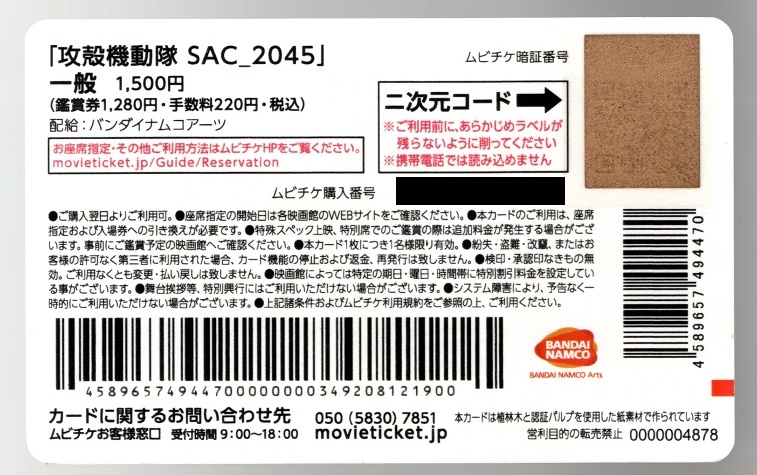 「攻殻機動隊 SAC_2045」
一般 1,500円
(鑑賞券1,280円・手数料220円・税込)
配給：バンダイナムコアーツ
お座席指定・その他ご利用方法はムビチケHPをご覧ください。
movieticket.jp/Guide/Reservation
ムビチケ暗証番号
二次元コード
※ご利用前に、あらかじめラベルが
残らないように削ってください
※携帯電話では読み込めません
ムビチケ購入番号
●ご購入翌日よりご利用可。●座席指定の開始日は各映画館のWEBサイトをご確認ください。●本カードのご利用は、座席
指定および入場券への引き換えが必要です。●特殊スペック上映、特別席でのご鑑賞の際は追加料金が発生する場合がござ
います。事前にご鑑賞予定の映画館へご確認ください。●本カード1枚につき1名様限り有効。●紛失・盗難・改竄、またはお
客様の許可なく第三者に利用された場合、カード機能の停止および返金、再発行は致しません。●検印・承認印なきもの無
効。ご利用なくとも変更・払い戻しは致しません。●映画館によっては特定の期日・曜日・時間帯に特別割引料金を設定してい
る事がございます。●舞台挨拶等、特別興行にはご利用いただけない場合がございます。●システム障害により、予告なく一
時的にご利用いただけない場合がございます。●上記諸条件およびムビチケ利用規約をご参照の上、ご利用ください。
4589657494470
4589657494470000000034920812​1900
BANDAI
NAMCO
BANDAI NAMCO Arts
カードに関するお問い合わせ先 050 (5830) 7851
ムビチケお客様窓口 受付時間 9:00〜18:00 movieticket.jp
本カードは植林木と認証パルプを使用した紙素材で作られています
営利目的の転売禁止 0000004878